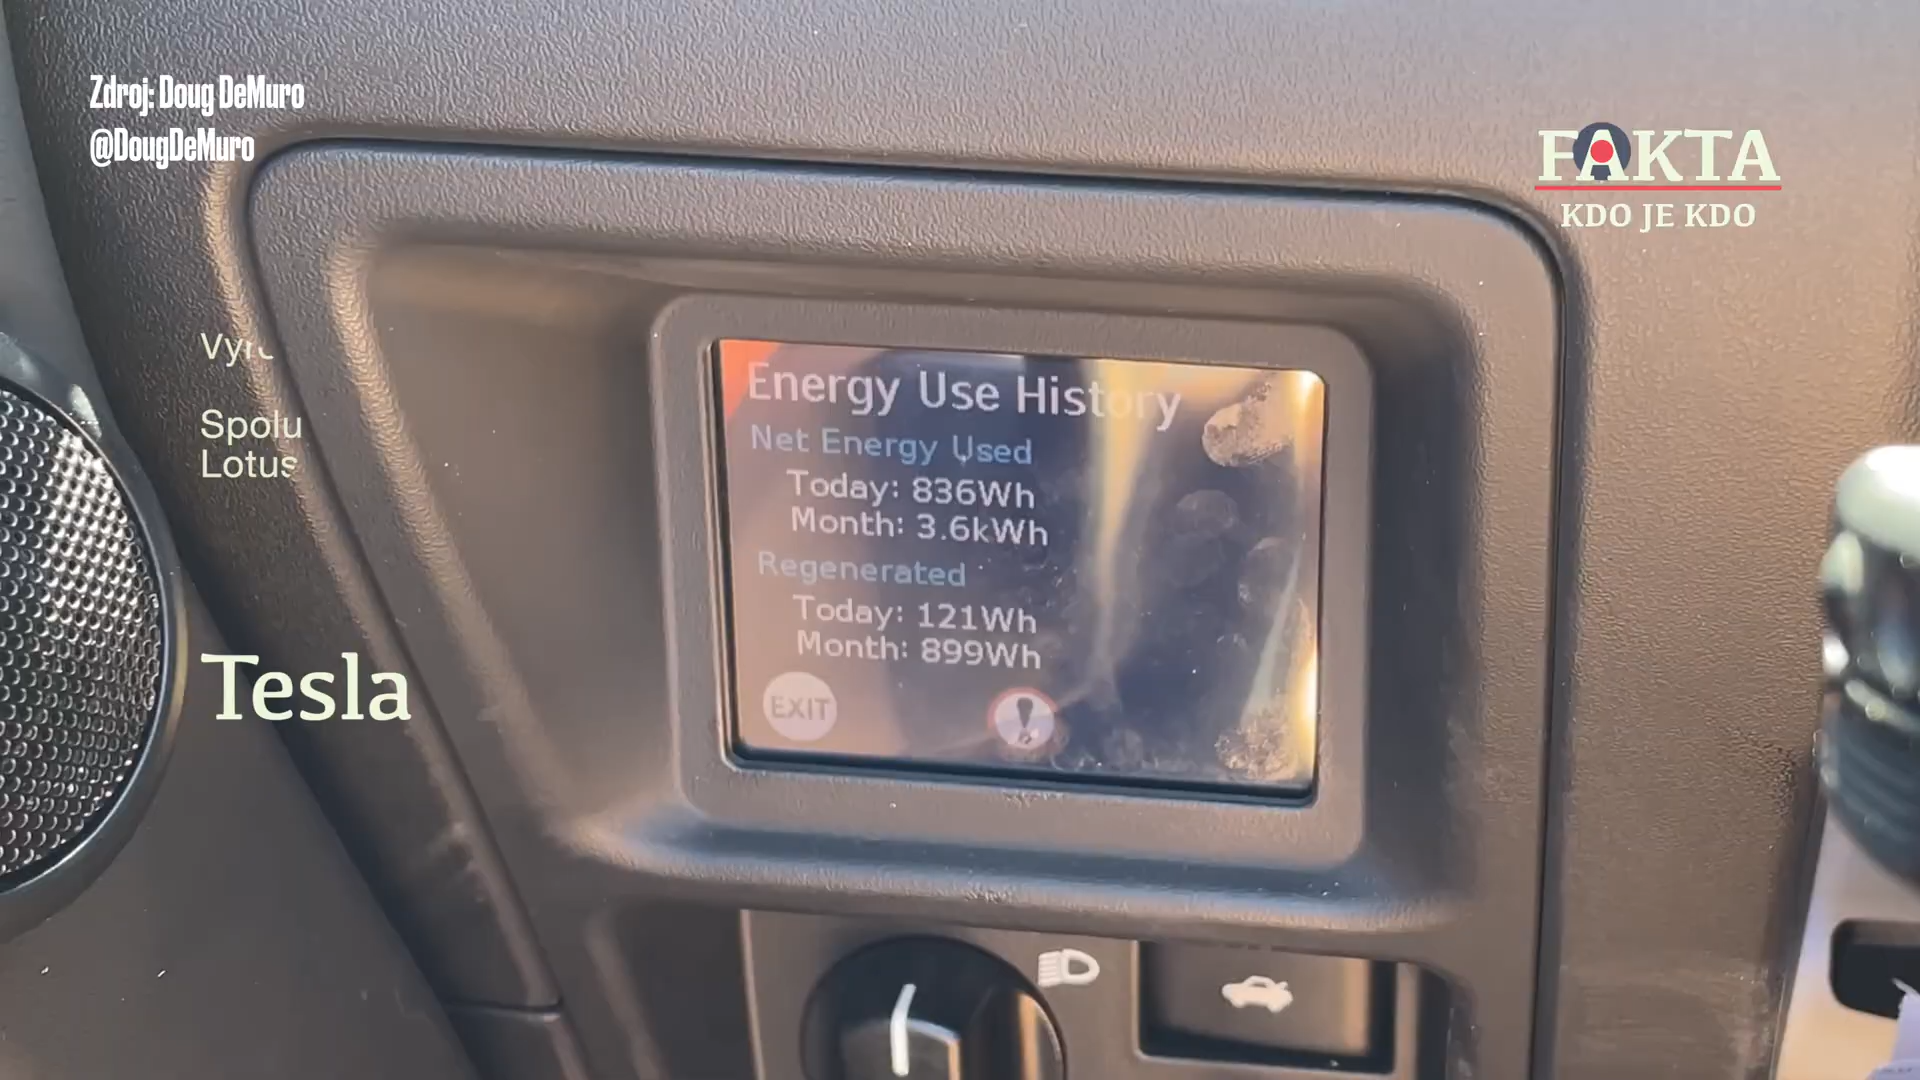 Zdroj: Doug DeMuro
@DougDeMuro
FAKTA
KDO JE KDO
Spolu
Lotus
Tesla
Energy Use History
Net Energy Used
Today: 836Wh
Month: 3.6kWh
Regenerated
Today: 121Wh
Month: 899Wh
EXIT